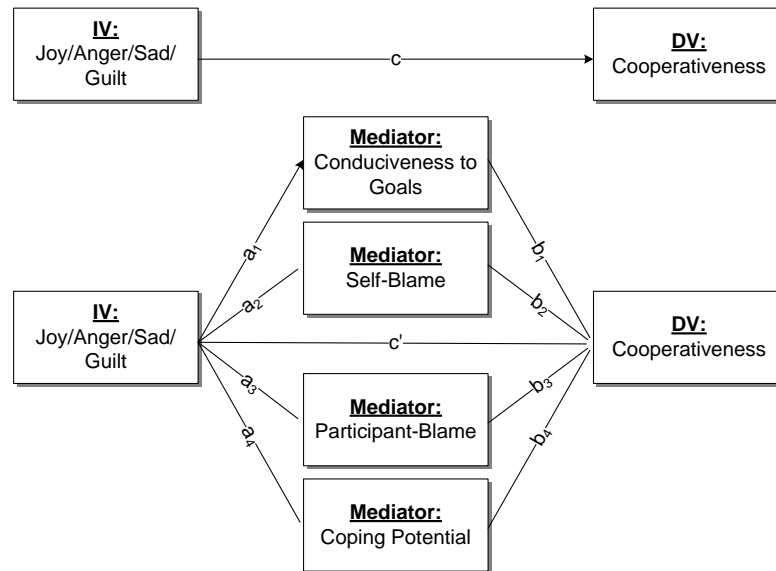 IV:
Joy/Anger/Sad/
Guilt
c
DV:
Cooperativeness
Mediator:
Conduciveness to
Goals
a₁
b₁
Mediator:
Self-Blame
a₂
b₂
IV:
Joy/Anger/Sad/
Guilt
c'
DV:
Cooperativeness
a₃
b₃
Mediator:
Participant-Blame
a₄
b₄
Mediator:
Coping Potential